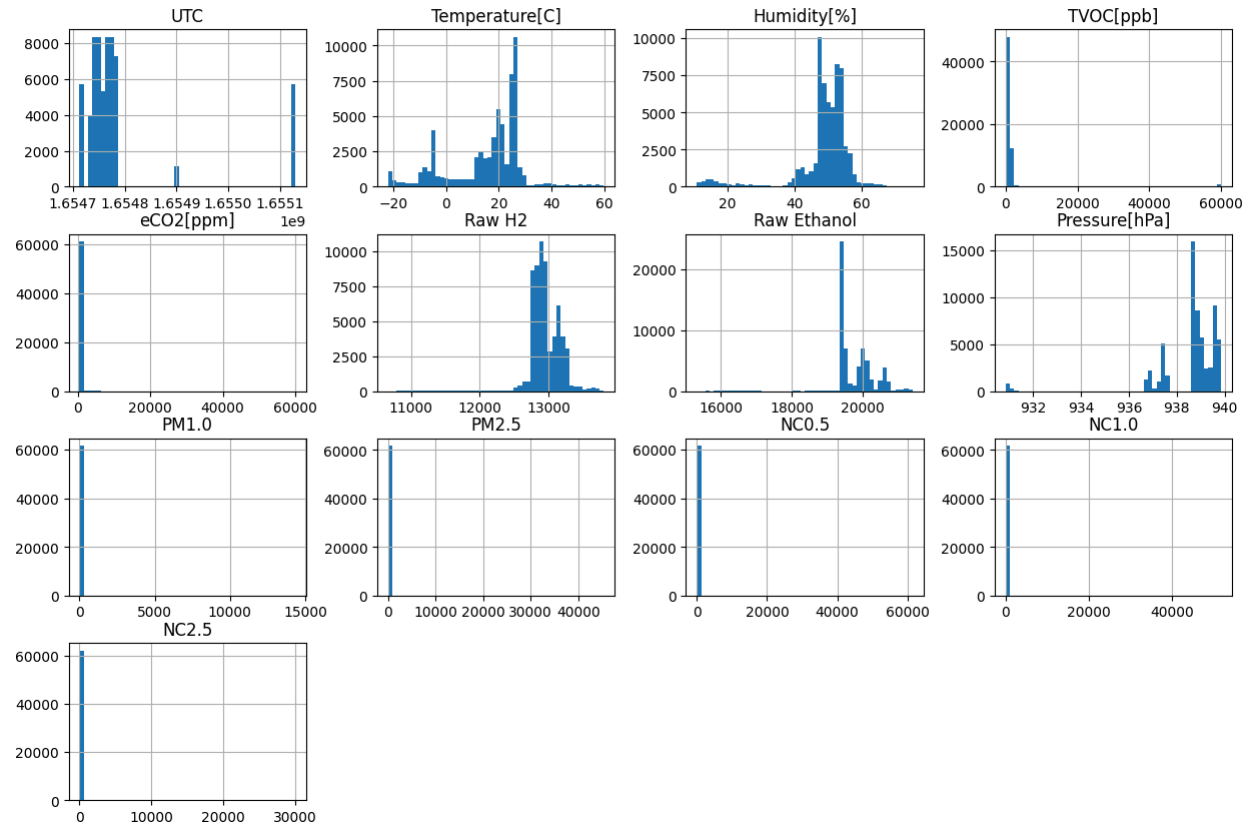 UTC
8000
6000
4000
2000
0
1.6547 1.6548 1.6549 1.6550 1.6551
1e9
Temperature[C]
10000
7500
5000
2500
0
−20 0 20 40 60
Humidity[%]
10000
7500
5000
2500
0
20 40 60
TVOC[ppb]
40000
20000
0
0 20000 40000 60000
eCO2[ppm]
60000
40000
20000
0
0 20000 40000 60000
Raw H2
10000
7500
5000
2500
0
11000 12000 13000
Raw Ethanol
20000
10000
0
16000 18000 20000
Pressure[hPa]
15000
10000
5000
0
932 934 936 938 940
PM1.0
60000
40000
20000
0
0 5000 10000 15000
PM2.5
60000
40000
20000
0
0 10000 20000 30000 40000
NC0.5
60000
40000
20000
0
0 20000 40000 60000
NC1.0
60000
40000
20000
0
0 20000 40000
NC2.5
60000
40000
20000
0
0 10000 20000 30000